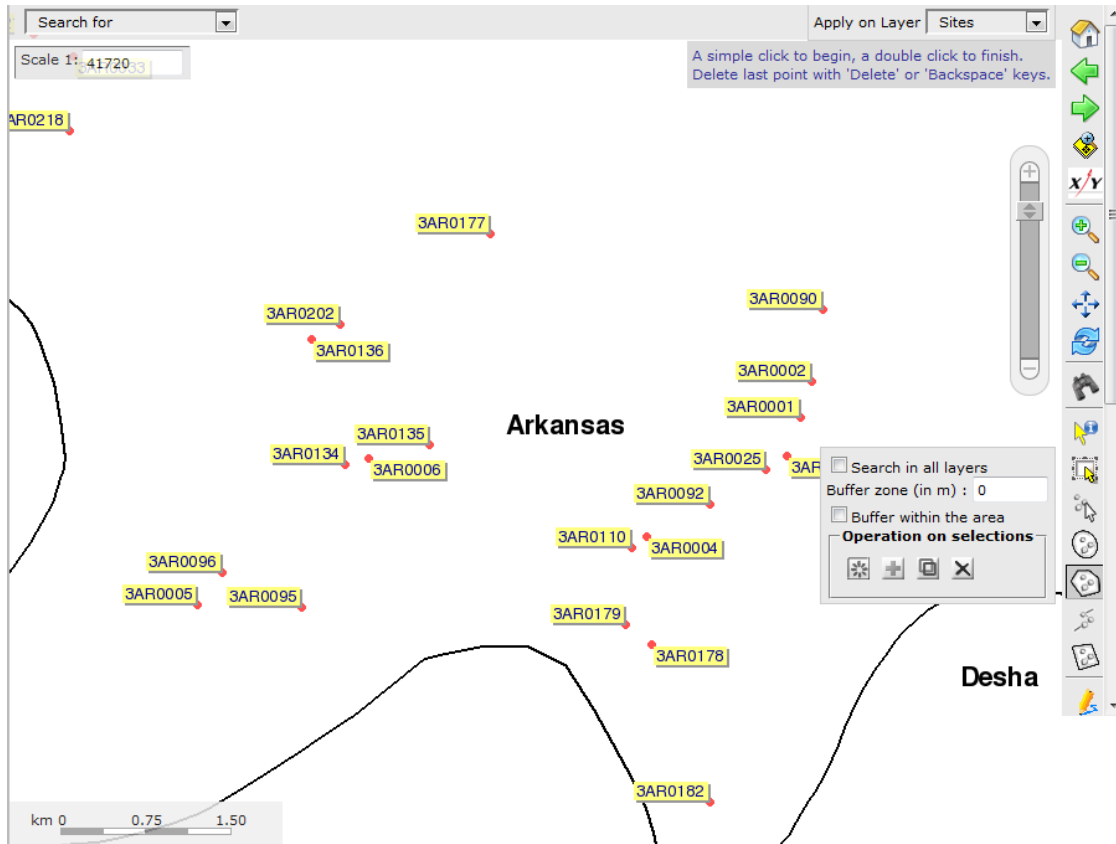 Search for
Apply on Layer Sites
Scale 1: 41720
A simple click to begin, a double click to finish.
Delete last point with 'Delete' or 'Backspace' keys.
3AR0033
AR0218
X/Y
3AR0177
3AR0090
3AR0202
3AR0136
3AR0002
3AR0001
Arkansas
3AR0135
3AR0134
3AR0006
3AR0025
3AR
Search in all layers
Buffer zone (in m) : 0
3AR0092
Buffer within the area
3AR0110
3AR0004
Operation on selections
3AR0096
3AR0005
3AR0095
3AR0179
3AR0178
Desha
3AR0182
km 0 0.75 1.50